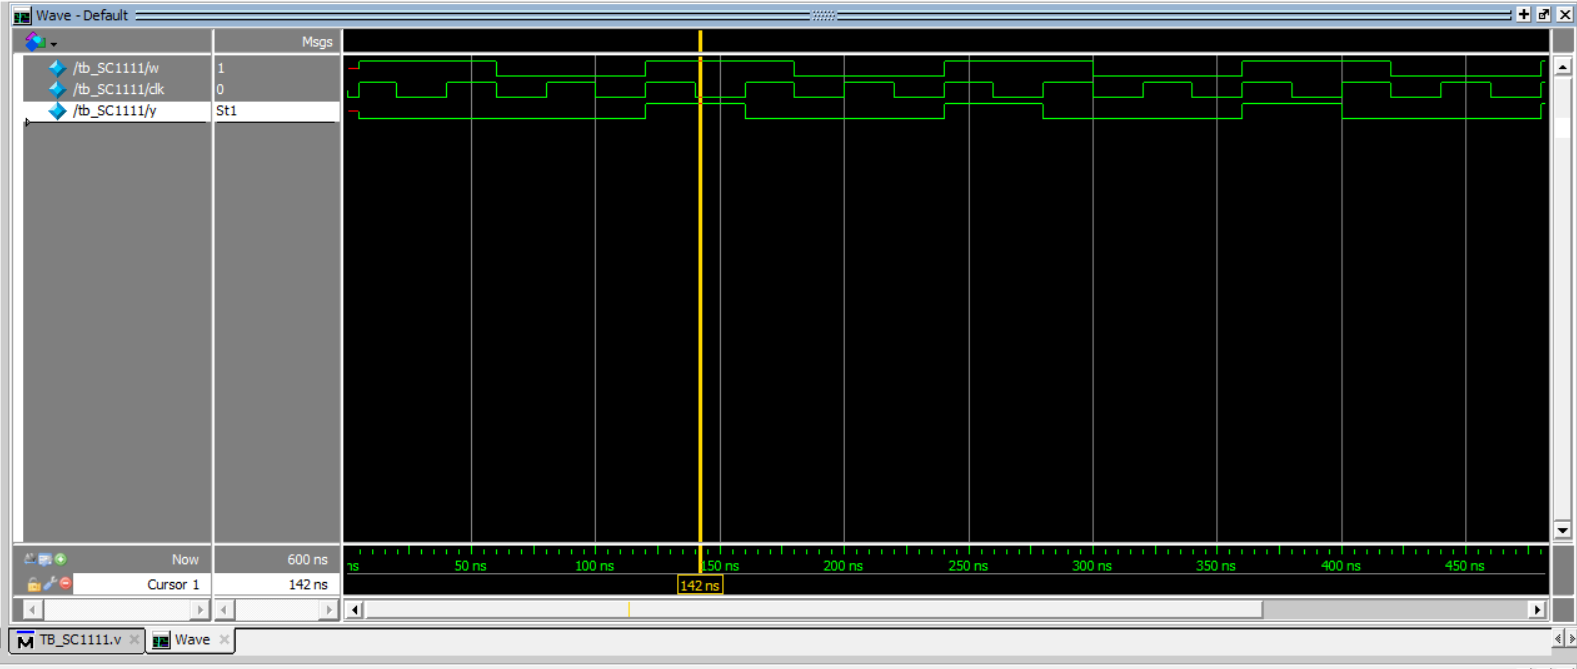 Wave - Default
Msgs
/tb_SC1111/w 1
/tb_SC1111/clk 0
/tb_SC1111/y St1
Now 600 ns
ns 50 ns 100 ns 150 ns 200 ns 250 ns 300 ns 350 ns 400 ns 450 ns
Cursor 1 142 ns
142 ns
TB_SC1111.v Wave